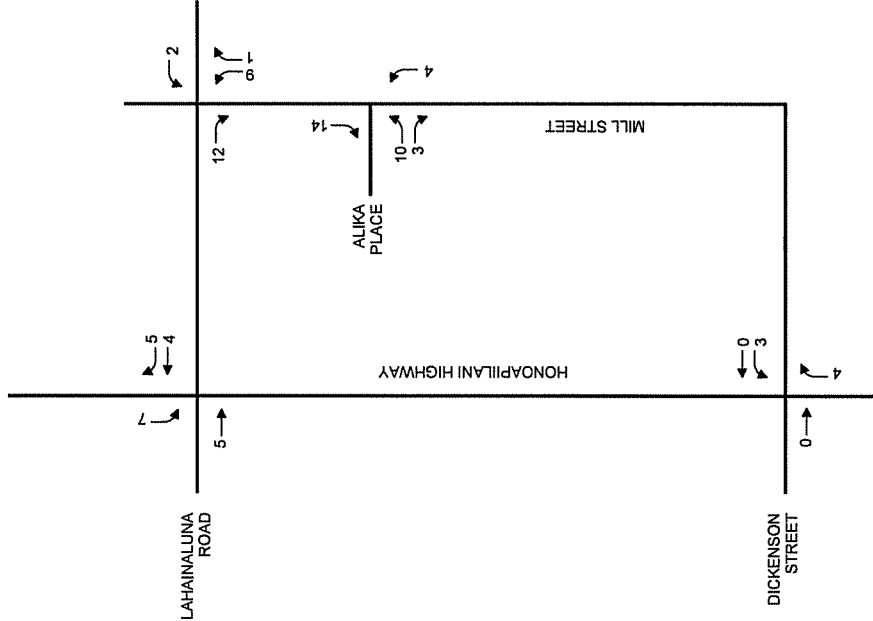 2
1
9
4
12
14
10
3
MILL STREET
ALIKA
PLACE
5
4
7
5
HONOAPIILANI HIGHWAY
0
3
4
0
LAHAINALUNA
ROAD
DICKENSON
STREET